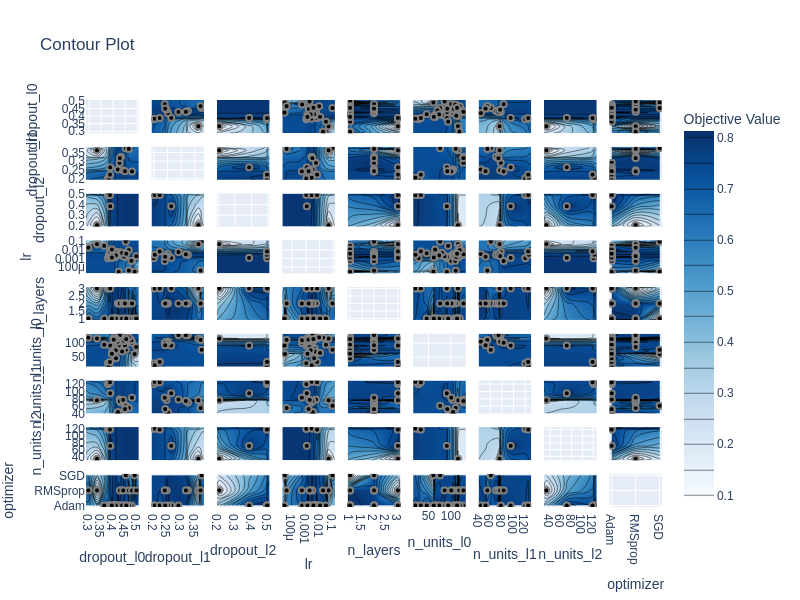 Contour Plot
Objective Value
0.8
0.7
0.6
0.5
0.4
0.3
0.2
0.1
dropout_l0
0.5
0.45
0.4
0.35
0.3
dropout_l1
0.35
0.3
0.25
0.2
dropout_l2
0.5
0.4
0.3
0.2
lr
0.1
0.01
0.001
100μ
n_layers
3
2.5
2
1.5
1
n_units_l0
100
50
n_units_l1
120
100
80
60
40
n_units_l2
120
100
80
60
40
optimizer
SGD
RMSprop
Adam
0.3 0.35 0.4 0.45 0.5
0.2 0.25 0.3 0.35
0.2 0.3 0.4 0.5
100μ 0.001 0.01 0.1
1 1.5 2 2.5 3
50 100
40 60 80 100 120
40 60 80 100 120
Adam RMSprop SGD
dropout_l0 dropout_l1 dropout_l2 lr n_layers n_units_l0 n_units_l1 n_units_l2 optimizer